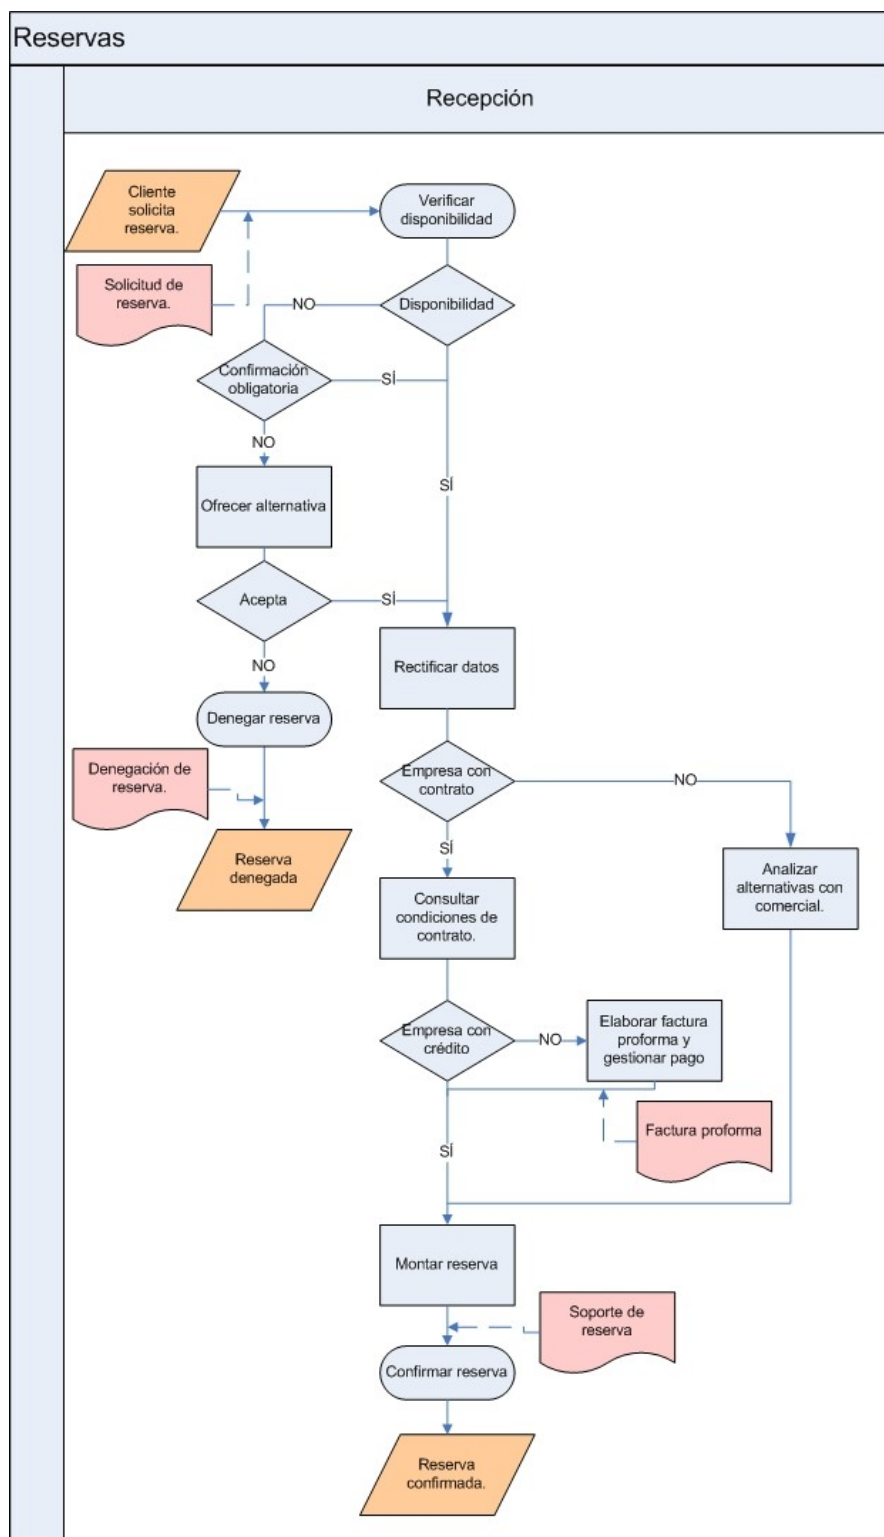 Reservas
Recepción
Cliente
solicita
reserva.
Verificar
disponibilidad
Solicitud de
reserva.
NO
Disponibilidad
Confirmación
obligatoria
SÍ
NO
SÍ
Ofrecer alternativa
Acepta
SÍ
Rectificar datos
NO
Denegar reserva
Denegación de
reserva.
Empresa con
contrato
NO
SÍ
Reserva
denegada
Analizar
alternativas con
comercial.
Consultar
condiciones de
contrato.
Empresa con
crédito
NO
Elaborar factura
proforma y
gestionar pago
Factura proforma
SÍ
Montar reserva
Soporte de
reserva
Confirmar reserva
Reserva
confirmada.